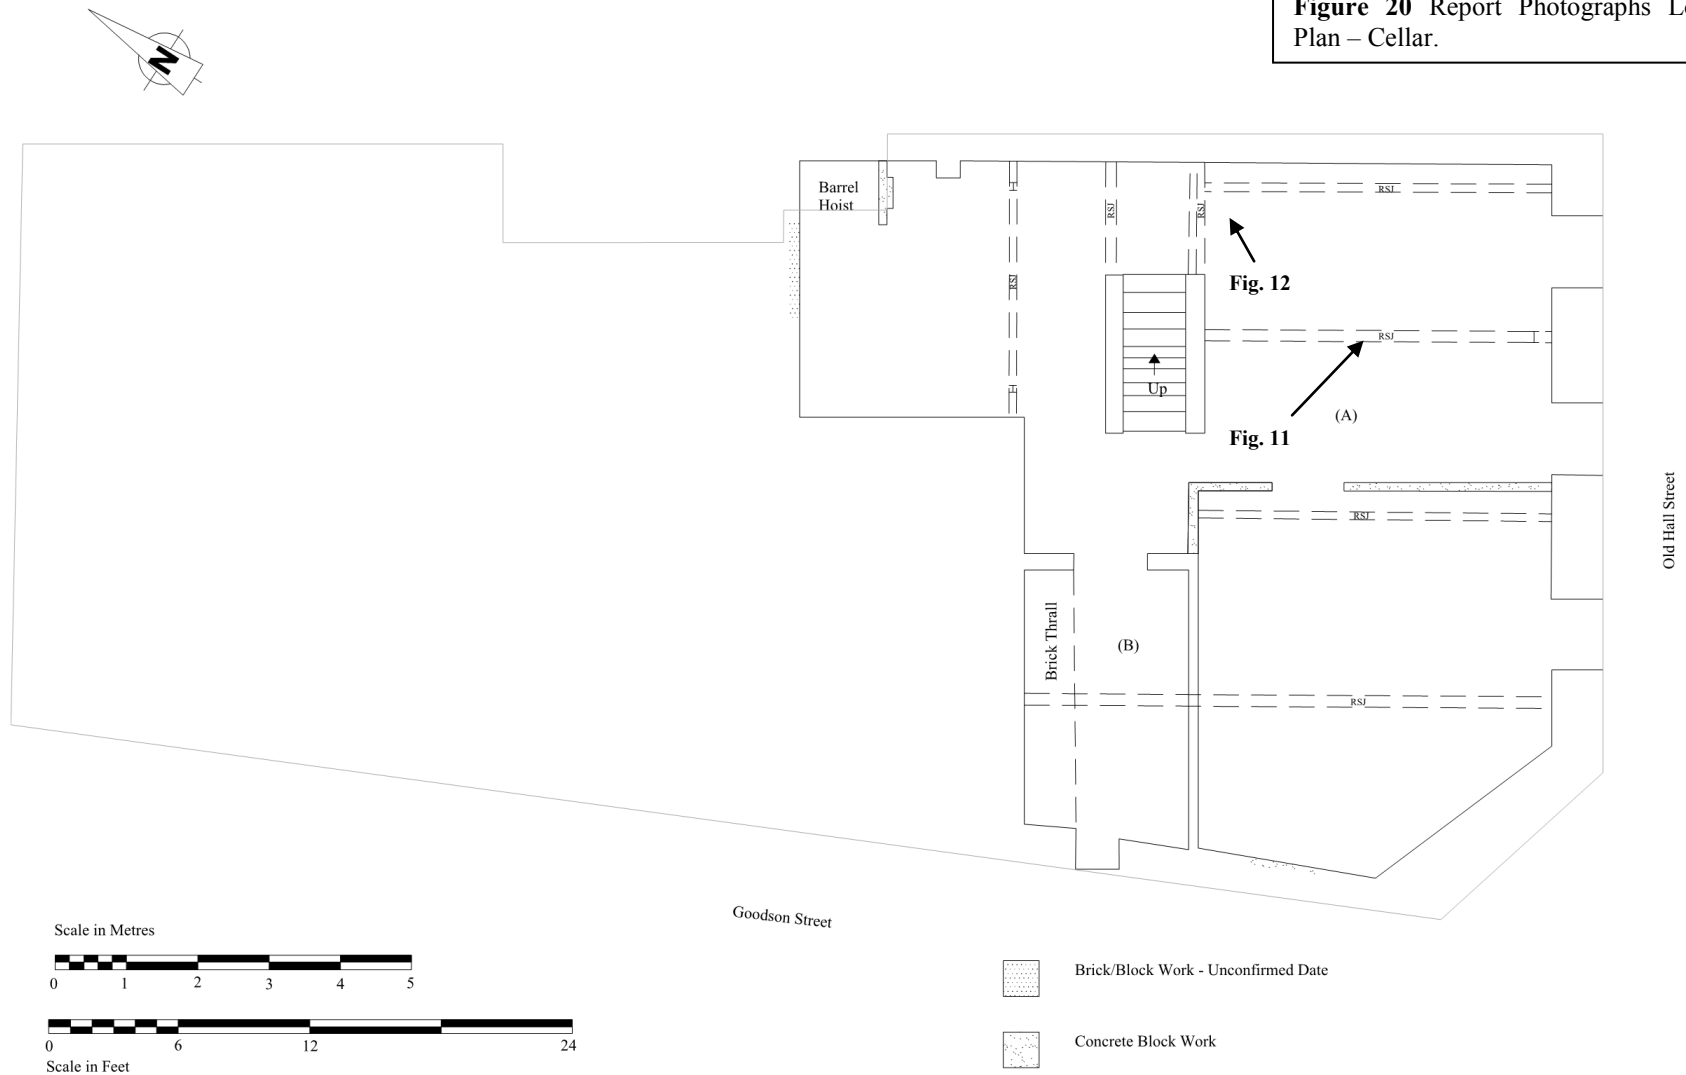 Figure 20 Report Photographs
Plan – Cellar.
N
Barrel
Hoist
RSJ
RSJ
RSJ
RSJ
Fig. 12
RSJ
Up
Fig. 11
(A)
Old Hall Street
RSJ
Brick Thrall
(B)
RSJ
Goodson Street
Scale in Metres
0 1 2 3 4 5
0 6 12 24
Scale in Feet
Brick/Block Work - Unconfirmed Date
Concrete Block Work